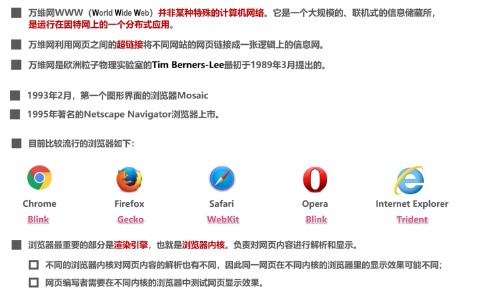 万维网WWW（World Wide Web）并非某种特殊的计算机网络。它是一个大规模的、联机式的信息储藏所，
是运行在因特网上的一个分布式应用。
万维网利用网页之间的超链接将不同网站的网页链接成一张逻辑上的信息网。
万维网是欧洲粒子物理实验室的Tim Berners-Lee最初于1989年3月提出的。
1993年2月，第一个图形界面的浏览器Mosaic
1995年著名的Netscape Navigator浏览器上市。
目前比较流行的浏览器如下：
Chrome Firefox Safari Opera Internet Explorer
Blink Gecko WebKit Blink Trident
浏览器最重要的部分是渲染引擎，也就是浏览器内核。负责对网页内容进行解析和显示。
不同的浏览器内核对网页内容的解析也有不同，因此同一网页在不同内核的浏览器里的显示效果可能不同；
网页编写者需要在不同内核的浏览器中测试网页显示效果。